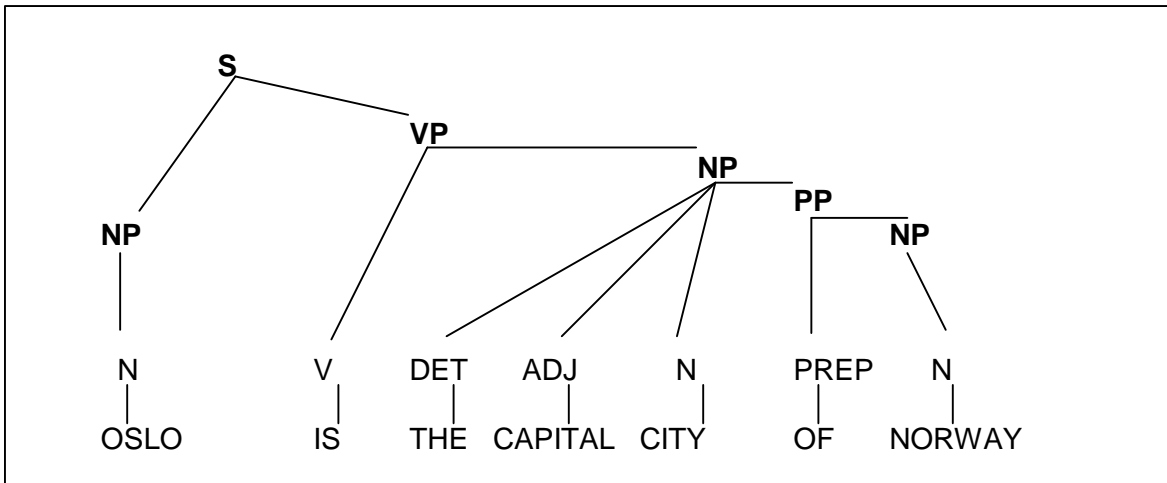 S
VP
NP
PP
NP NP
N V DET ADJ N PREP N
OSLO IS THE CAPITAL CITY OF NORWAY